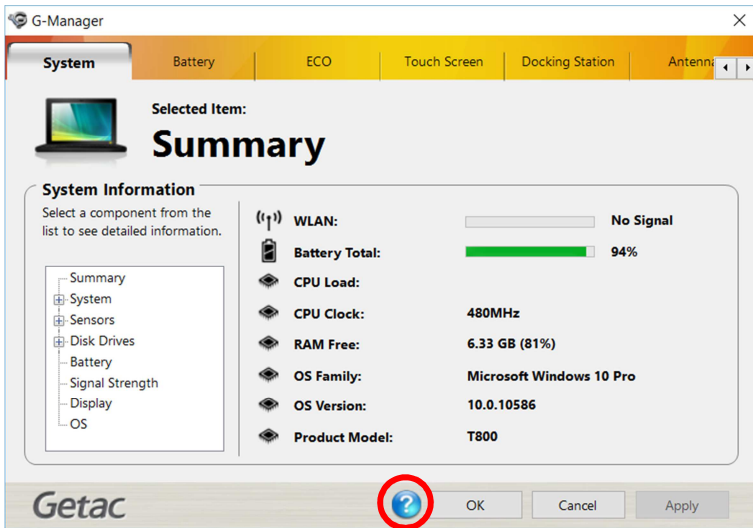 G-Manager
System
Battery
ECO
Touch Screen
Docking Station
Selected Item:
Summary
System Information
Select a component from the
list to see detailed information.
Summary
System
Sensors
Disk Drives
Battery
Signal Strength
Display
OS
WLAN: No Signal
Battery Total: 94%
CPU Load:
CPU Clock: 480MHz
RAM Free: 6.33 GB (81%)
OS Family: Microsoft Windows 10 Pro
OS Version: 10.0.10586
Product Model: T800
Getac
?
OK
Cancel
Apply